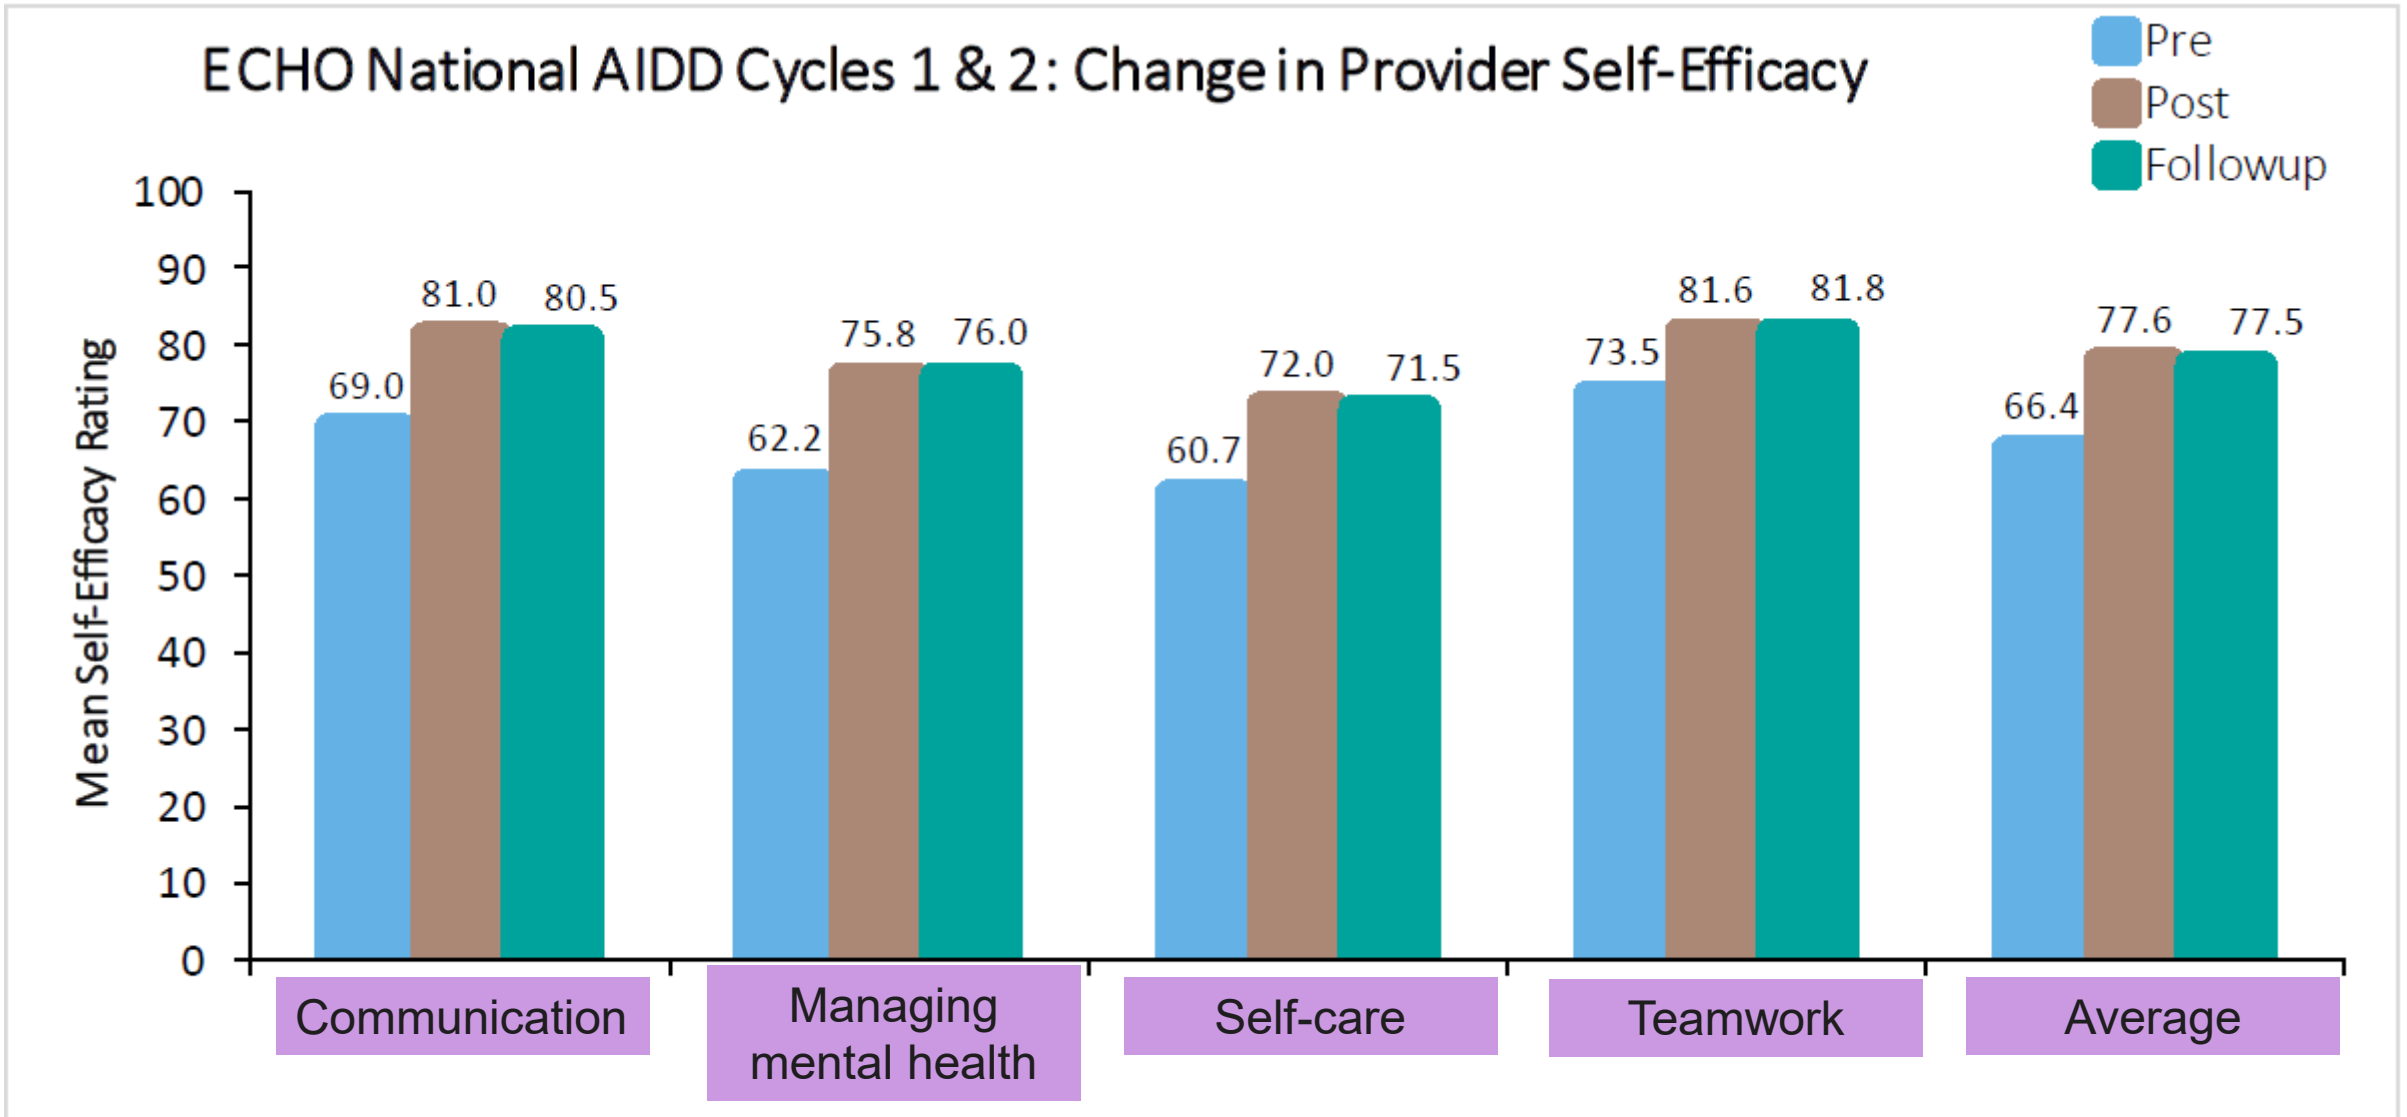 ECHO National AIDD Cycles 1 & 2: Change in Provider Self-Efficacy
Pre
Post
Followup
Mean Self-Efficacy Rating
100
90
80
70
60
50
40
30
20
10
0
69.0
81.0
80.5
62.2
75.8
76.0
60.7
72.0
71.5
73.5
81.6
81.8
66.4
77.6
77.5
Communication
Managing
mental health
Self-care
Teamwork
Average